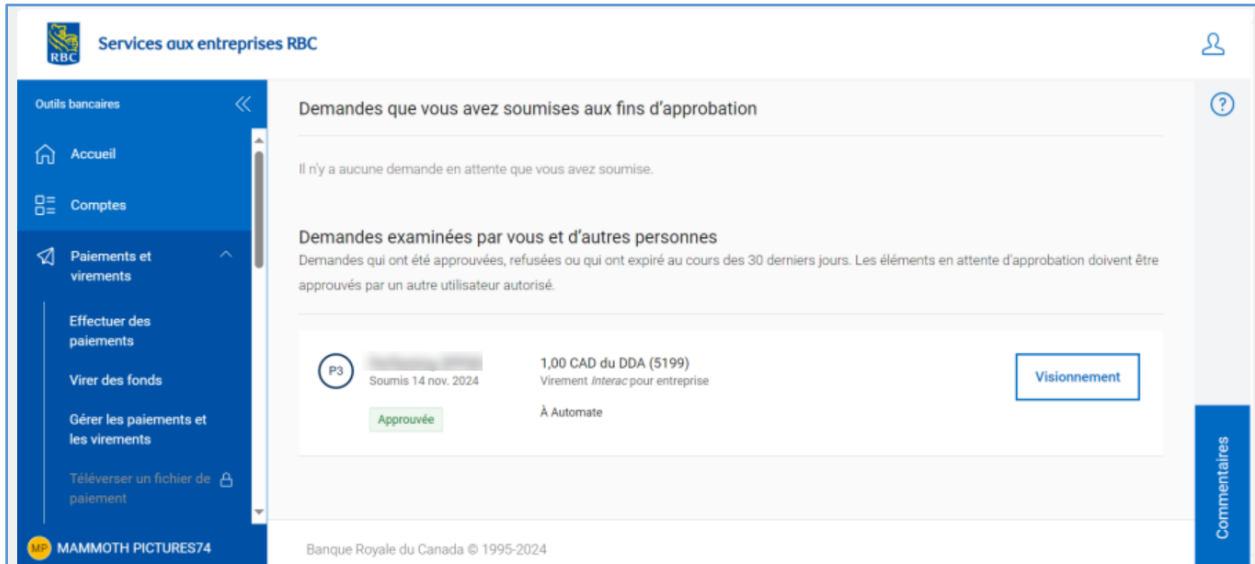 RBC
Services aux entreprises RBC
Outils bancaires
Accueil
Comptes
Paiements et
virements
Effectuer des
paiements
Virer des fonds
Gérer les paiements et
les virements
Téléverser un fichier de
paiement
MP MAMMOTH PICTURES74
Demandes que vous avez soumises aux fins d'approbation
Il n'y a aucune demande en attente que vous avez soumise.
Demandes examinées par vous et d'autres personnes
Demandes qui ont été approuvées, refusées ou qui ont expiré au cours des 30 derniers jours. Les éléments en attente d'approbation doivent être
approuvés par un autre utilisateur autorisé.
P3
Soumis 14 nov. 2024
Approuvée
1,00 CAD du DDA (5199)
Virement Interac pour entreprise
À Automate
Visionnement
Banque Royale du Canada © 1995-2024
?
Commentaires